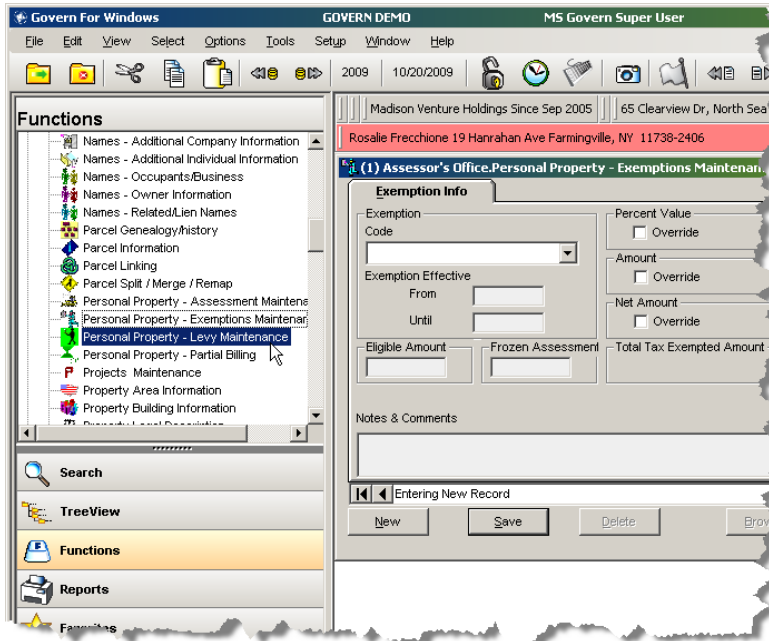 Govern For Windows GOVERN DEMO MS Govern Super User
File Edit View Select Options Tools Setup Window Help
2009 10/20/2009
Functions
Names - Additional Company Information
Names - Additional Individual Information
Names - Occupants/Business
Names - Owner Information
Names - Related/Lien Names
Parcel Genealogy/history
Parcel Information
Parcel Linking
Parcel Split / Merge / Remap
Personal Property - Assessment Maintena
Personal Property - Exemptions Maintenar
Personal Property - Levy Maintenance
Personal Property - Partial Billing
Projects Maintenance
Property Area Information
Property Building Information
Search
TreeView
Functions
Reports
Favorites
Madison Venture Holdings Since Sep 2005 65 Clearview Dr, North Sea
Rosalie Frecchione 19 Hanrahan Ave Farmingville, NY 11738-2406
(1) Assessor's Office.Personal Property - Exemptions Maintenan
Exemption Info
Exemption
Code
Exemption Effective
From
Until
Percent Value
Override
Amount
Override
Net Amount
Override
Eligible Amount Frozen Assessment Total Tax Exempted Amount
Notes & Comments
Entering New Record
New Save Delete Brow